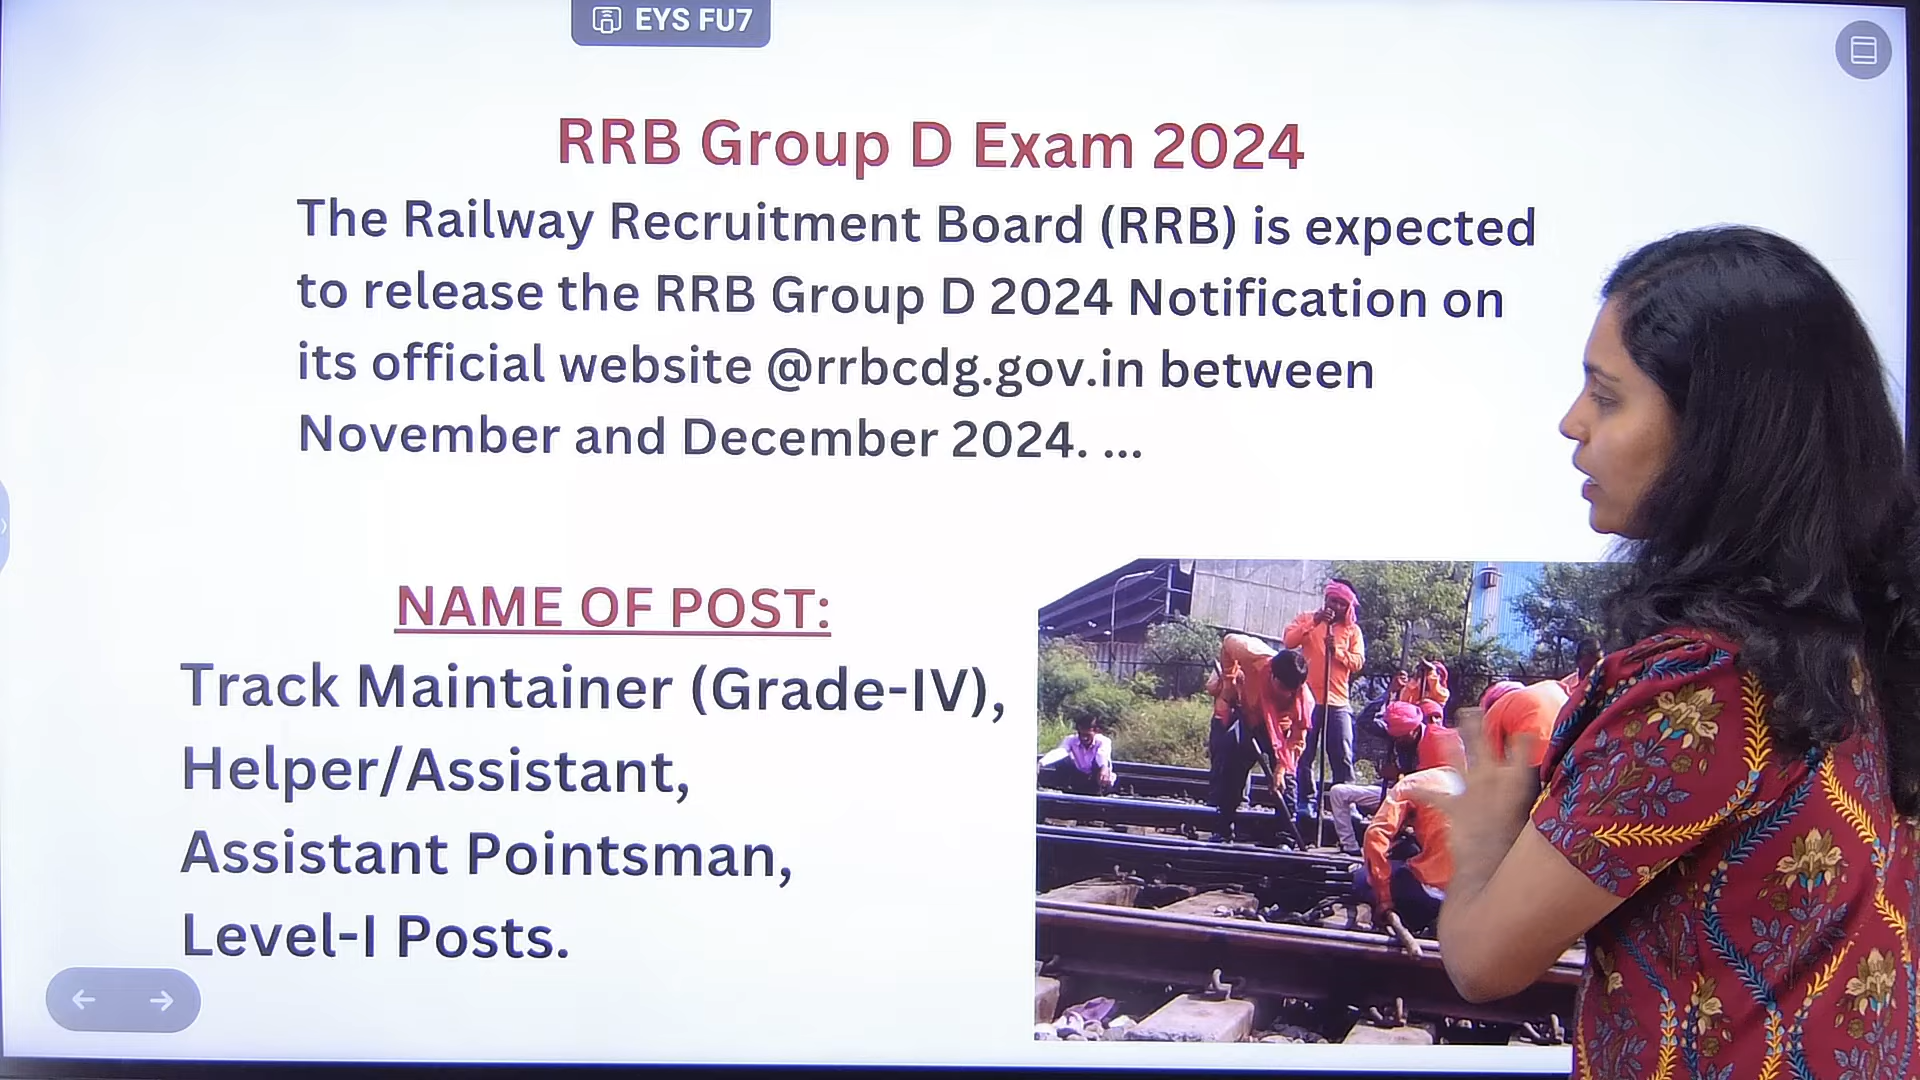 EYS FU7
RRB Group D Exam 2024
The Railway Recruitment Board (RRB) is expected
to release the RRB Group D 2024 Notification on
its official website @rrbcdg.gov.in between
November and December 2024. ...
NAME OF POST:
Track Maintainer (Grade-IV),
Helper/Assistant,
Assistant Pointsman,
Level-I Posts.